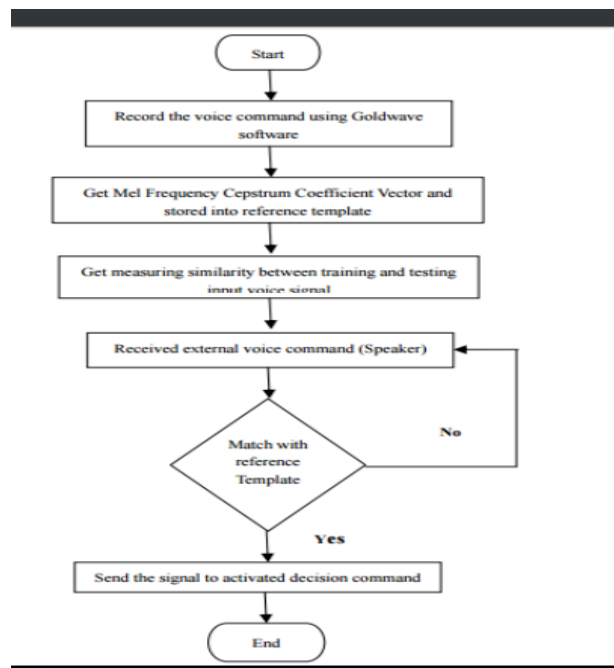 Start
Record the voice command using Goldwave
software
Get Mel Frequency Cepstrum Coefficient Vector and
stored into reference template
Get measuring similarity between training and testing
input voice signal
Received external voice command (Speaker)
No
Match with
reference
Template
Yes
Send the signal to activated decision command
End